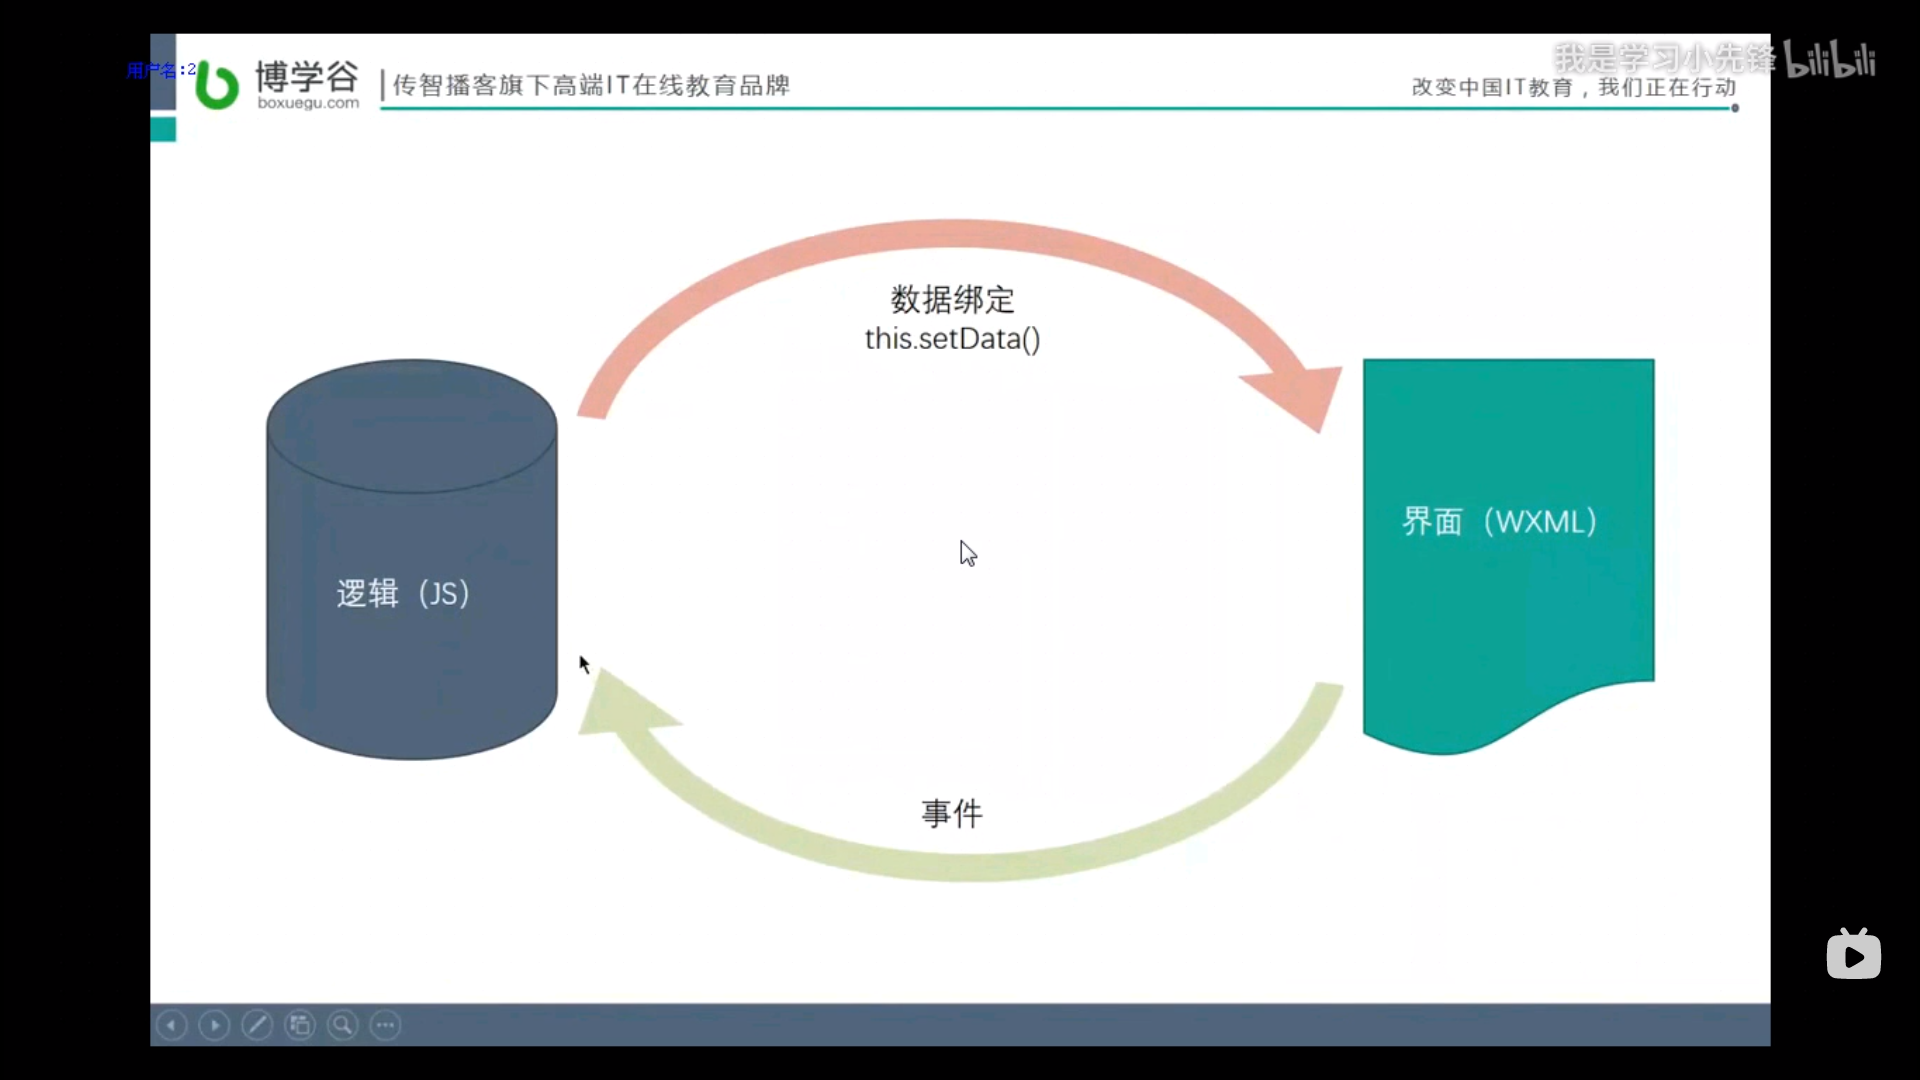 用户名:2
博学谷
boxuegu.com
传智播客旗下高端IT在线教育品牌
我是学习小先锋 bilibili
改变中国IT教育，我们正在行动
数据绑定
this.setData()
界面（WXML）
逻辑（JS）
事件